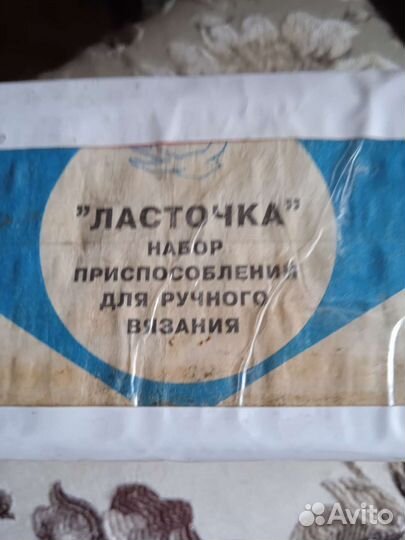 "ЛАСТОЧКА"
НАБОР
ПРИСПОСОБЛЕНИЙ
ДЛЯ РУЧНОГО
ВЯЗАНИЯ
Avito